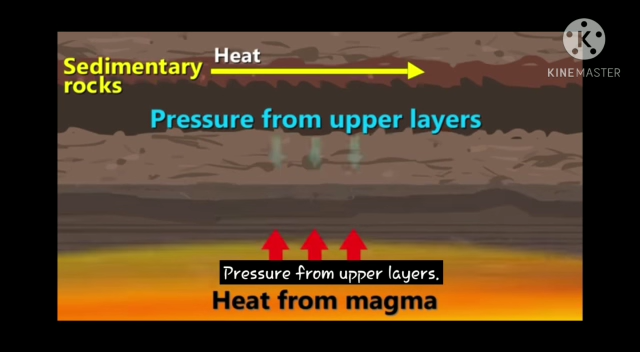 Heat
Sedimentary
rocks
Pressure from upper layers
Pressure from upper layers.
Heat from magma
K
KINEMASTER